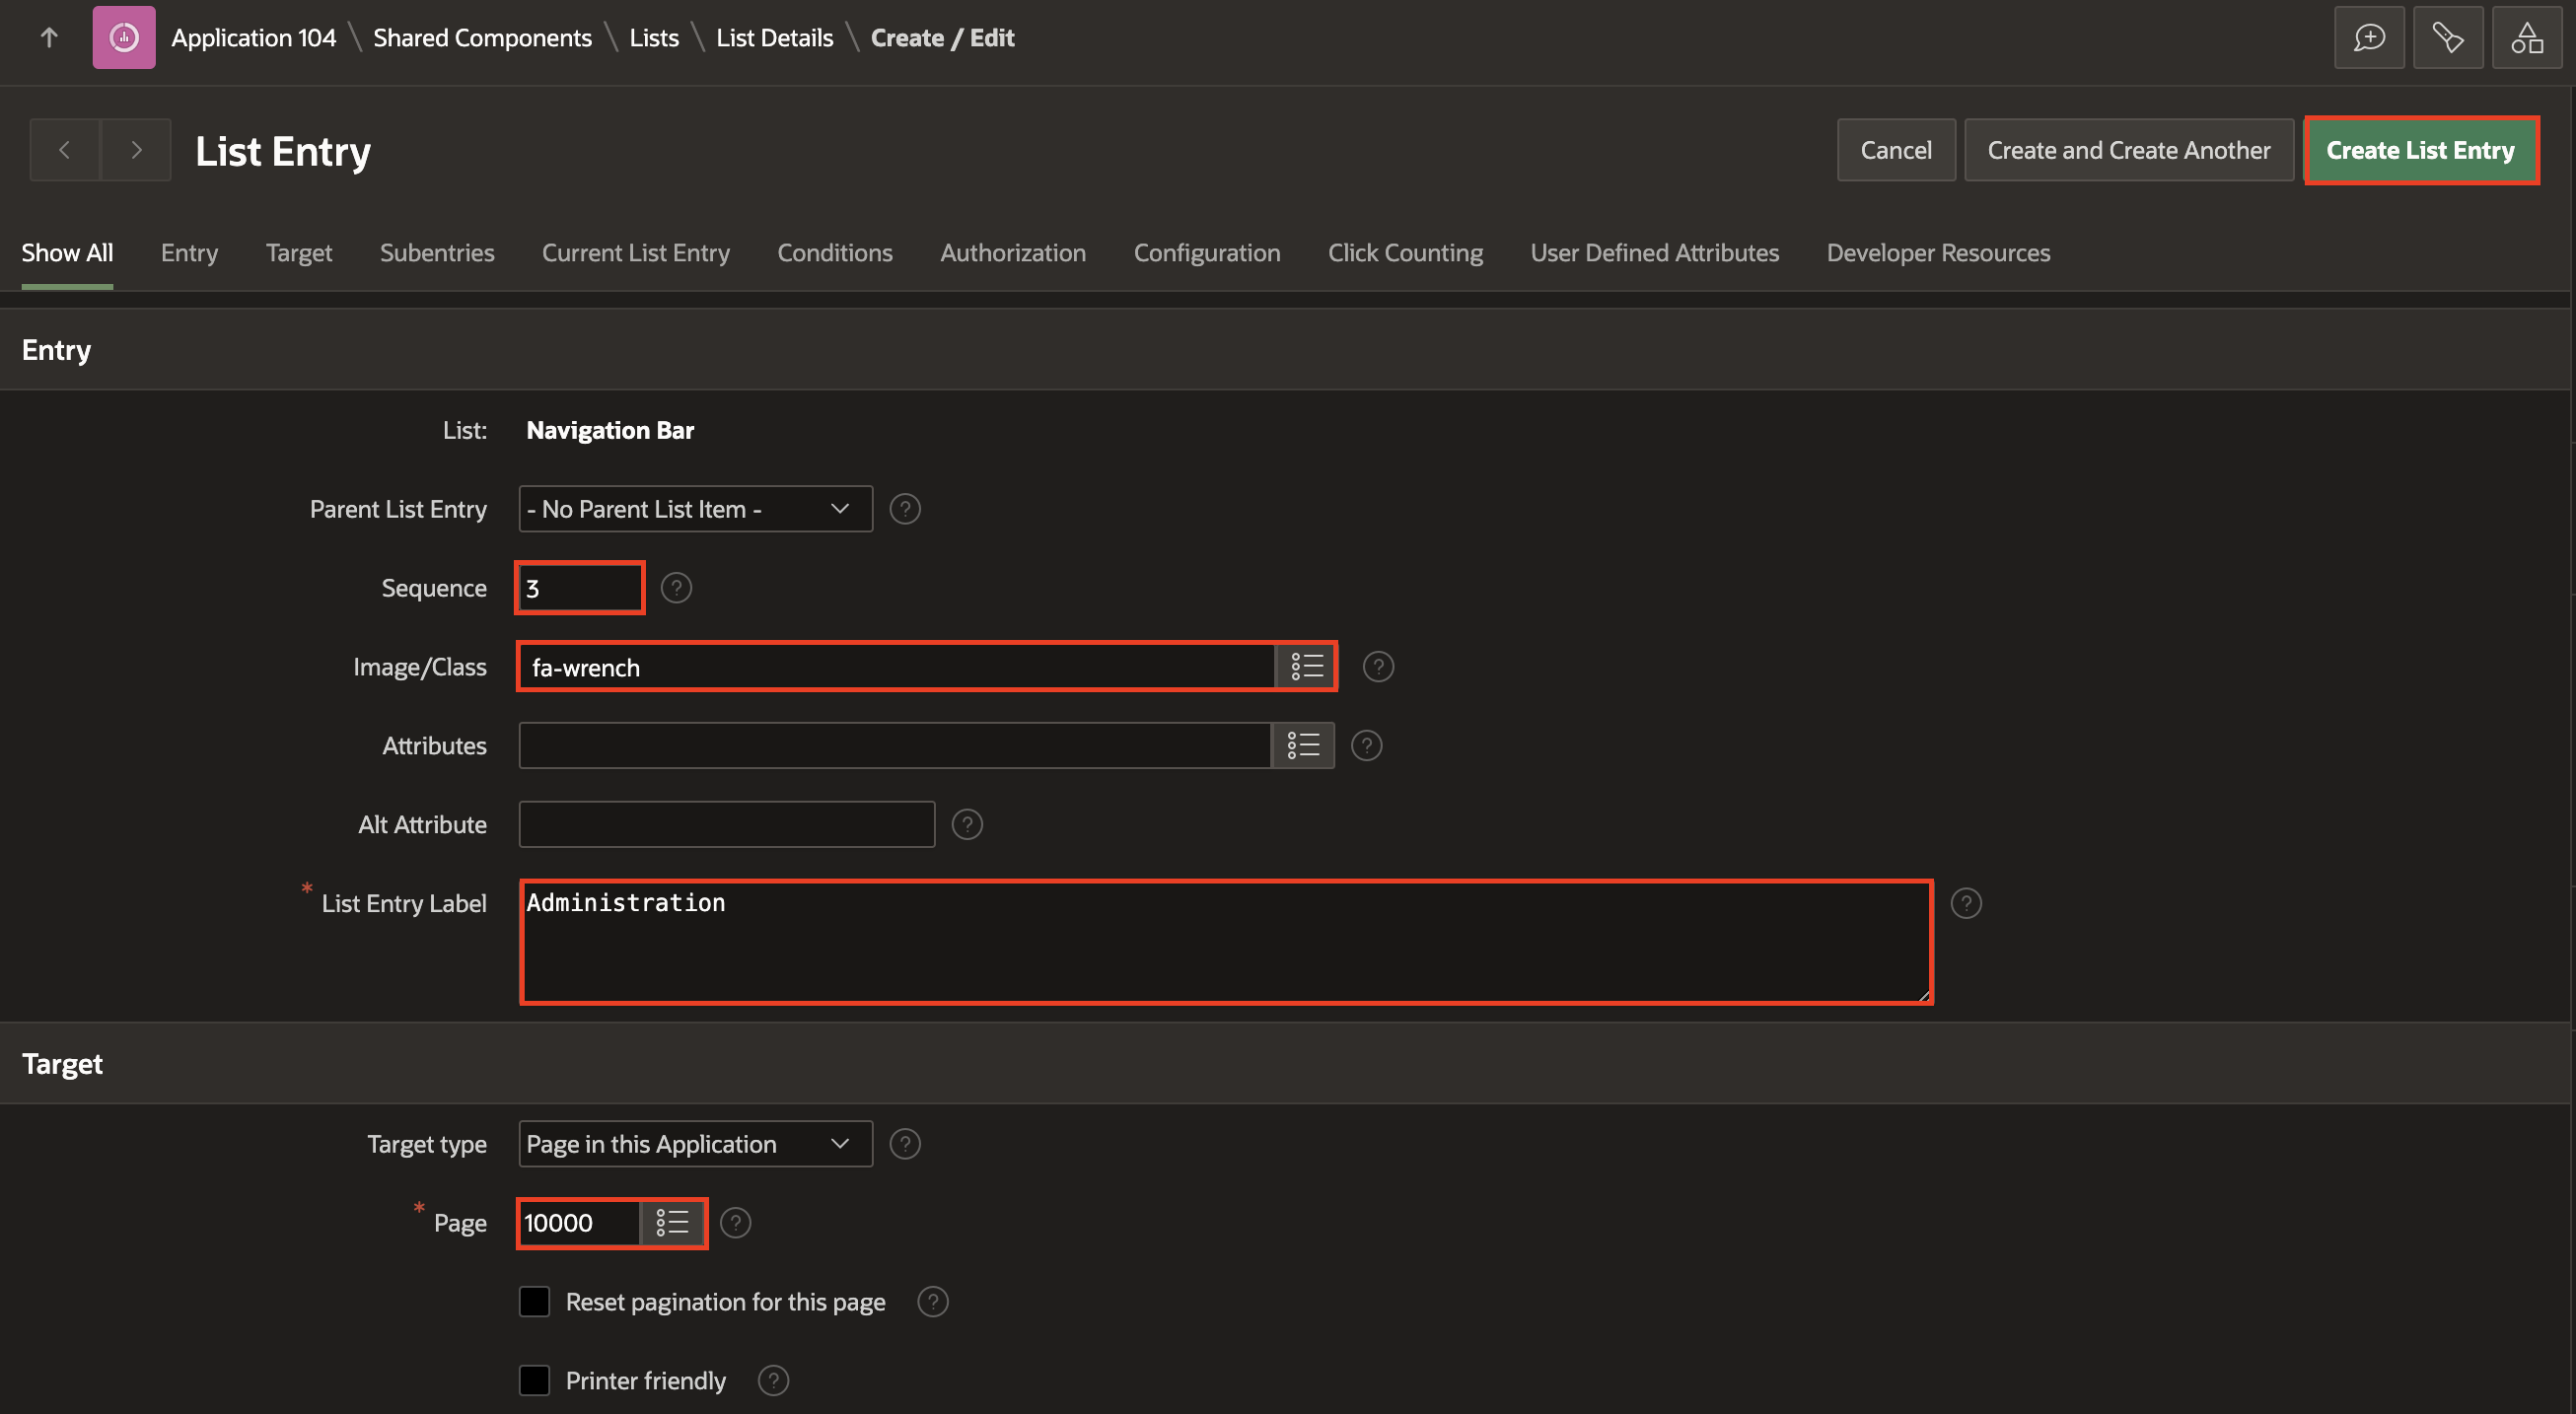 Application 104 \ Shared Components \ Lists \ List Details \ Create / Edit
List Entry
Cancel
Create and Create Another
Create List Entry
Show All Entry Target Subentries Current List Entry Conditions Authorization Configuration Click Counting User Defined Attributes Developer Resources
Entry
List: Navigation Bar
Parent List Entry - No Parent List Item - ?
Sequence 3 ?
Image/Class fa-wrench ?
Attributes ?
Alt Attribute ?
* List Entry Label Administration ?
Target
Target type Page in this Application ?
* Page 10000 ?
Reset pagination for this page ?
Printer friendly ?